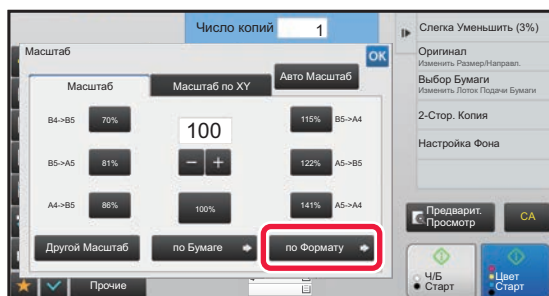 Число копий 1
Масштаб
OK
Масштаб
Масштаб по XY
Авто Масштаб
B4->B5 70%
100
115% B5->A4
B5->A5 81%
− +
122% A5->B5
A4->B5 86%
100%
141% A5->A4
Другой Масштаб
по Бумаге
по Формату
Прочие
Слегка Уменьшить (3%)
Оригинал
Изменить Размер/Направл.
Выбор Бумаги
Изменить Лоток Подачи Бумаги
2-Стор. Копия
Настройка Фона
Предварит.
Просмотр
CA
Ч/Б
Старт
Цвет
Старт